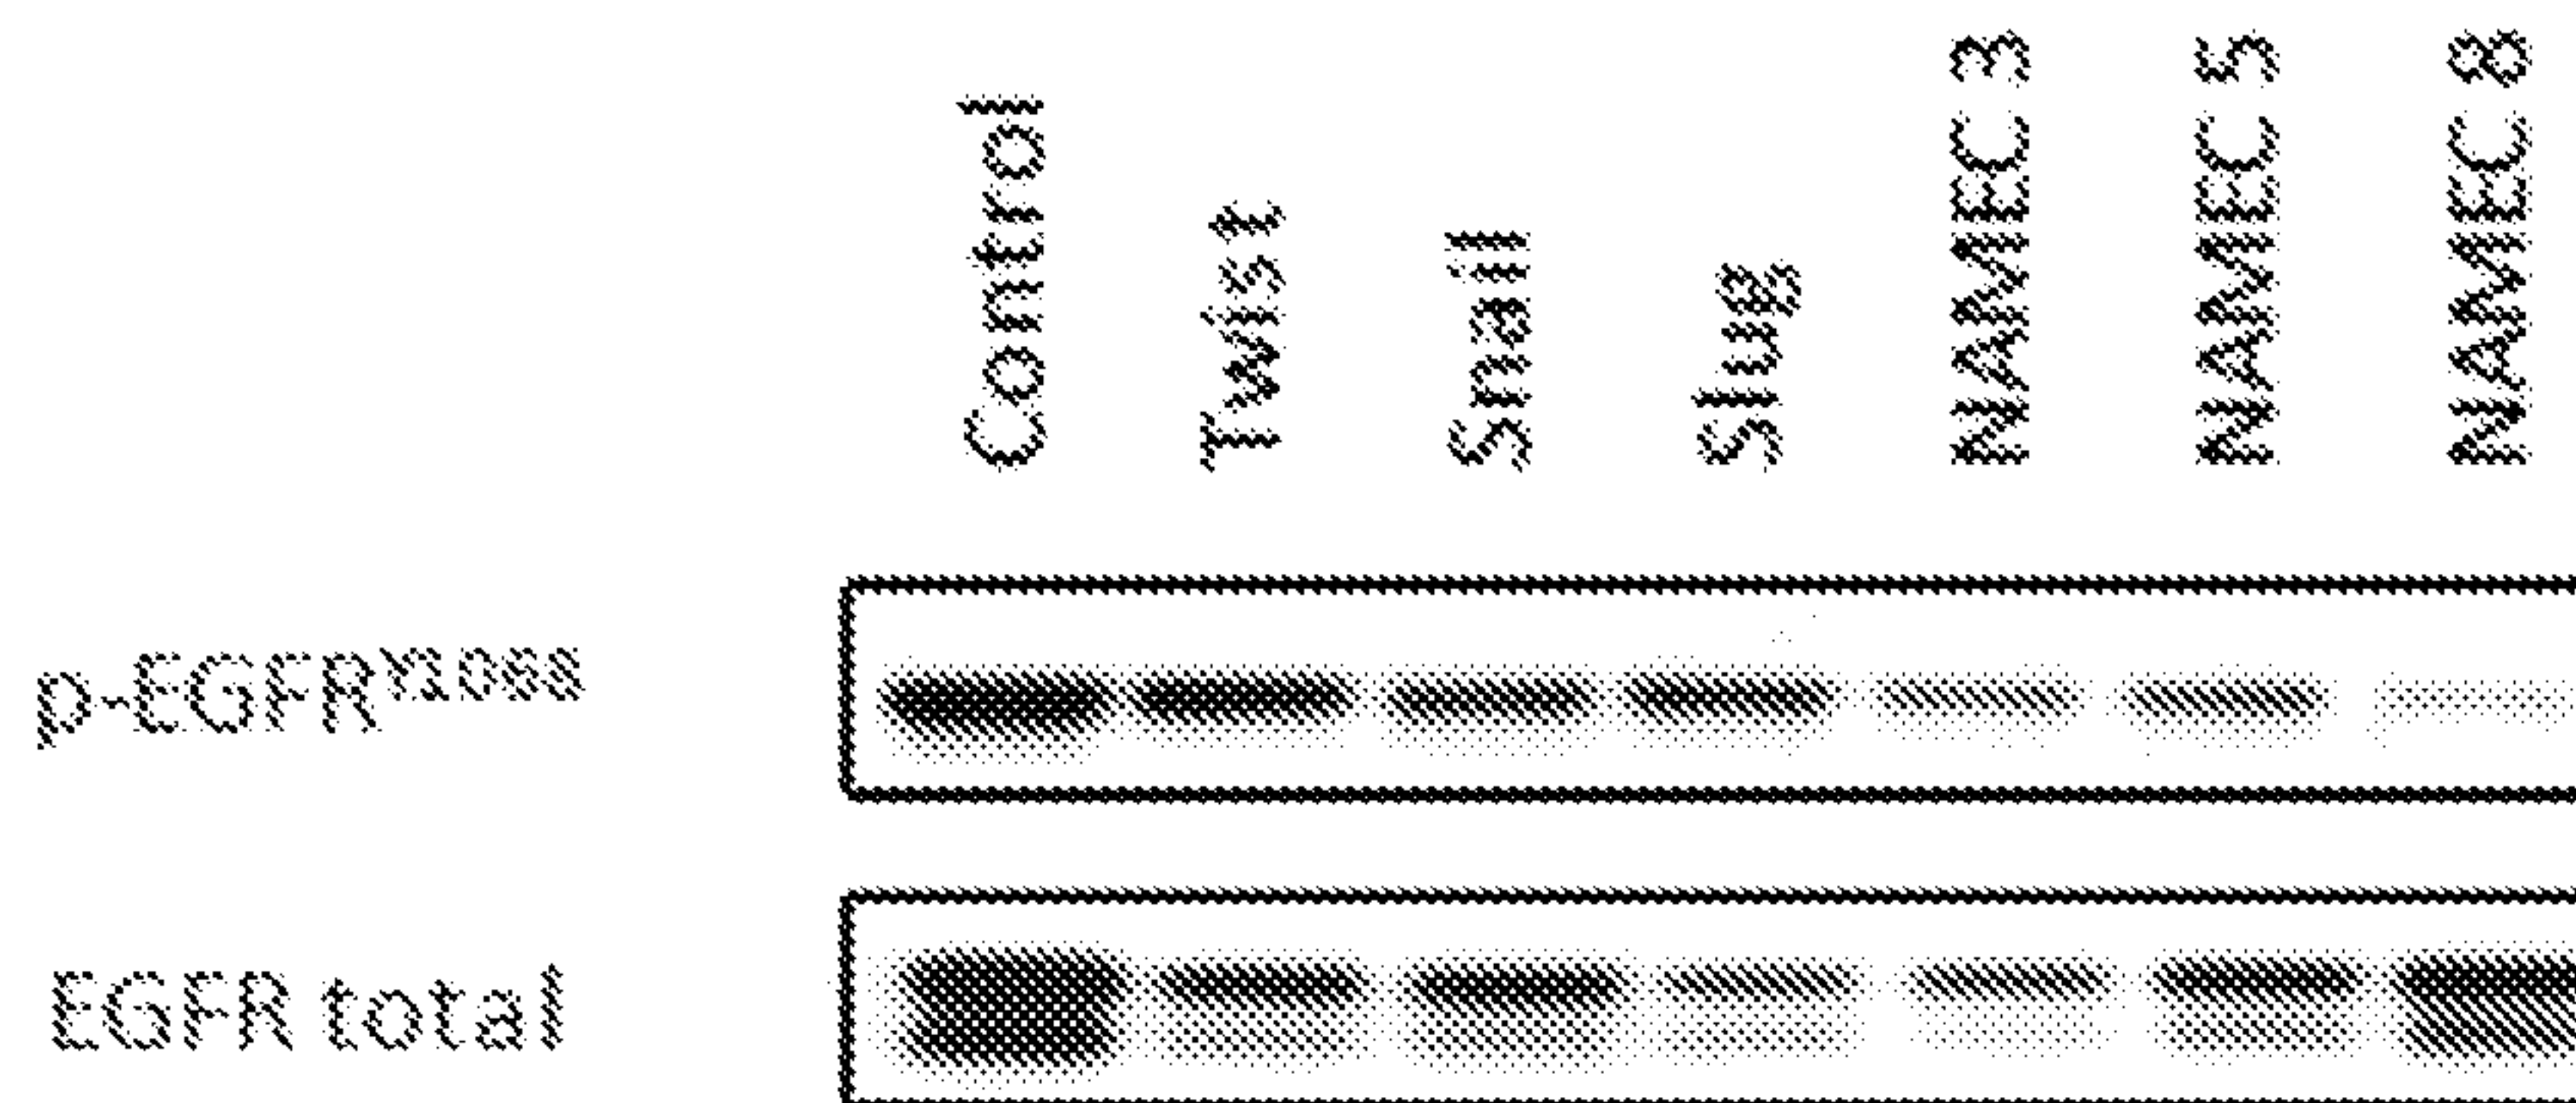 Control
Twist
Snail
Slug
NAMEC 3
NAMEC 5
NAMEC 8
p-EGFR
EGFR total